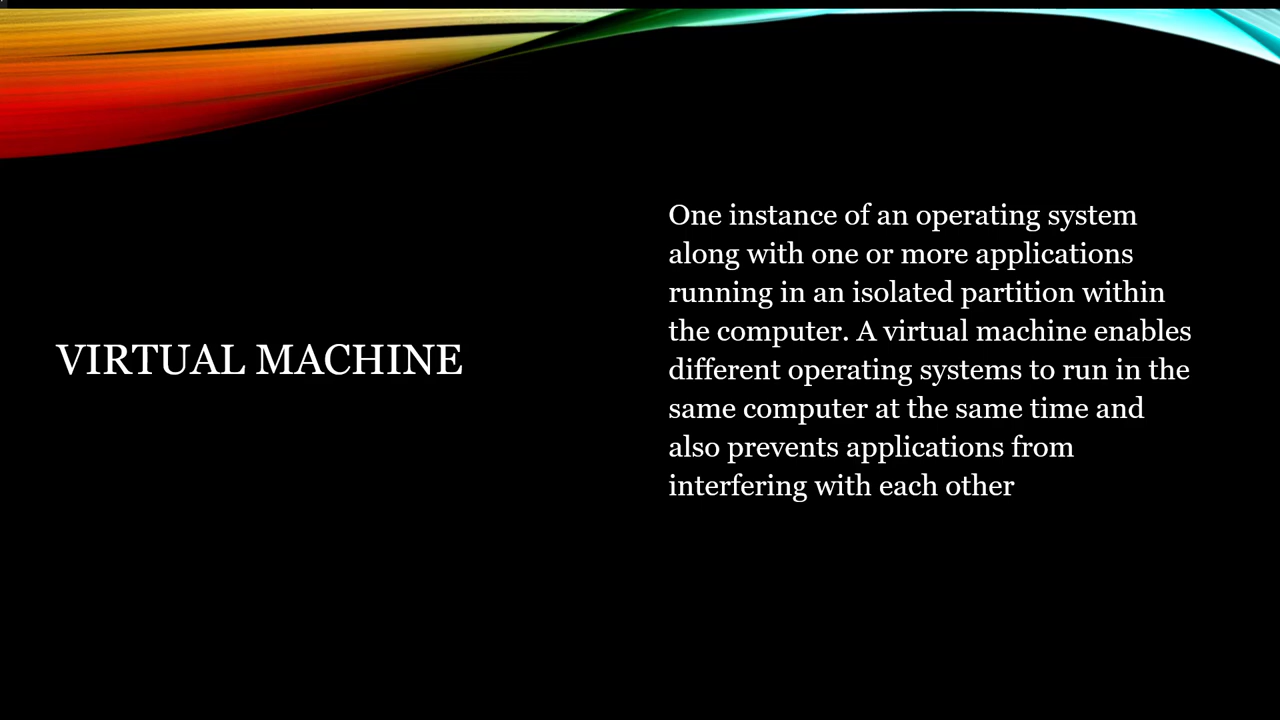 VIRTUAL MACHINE
One instance of an operating system
along with one or more applications
running in an isolated partition within
the computer. A virtual machine enables
different operating systems to run in the
same computer at the same time and
also prevents applications from
interfering with each other